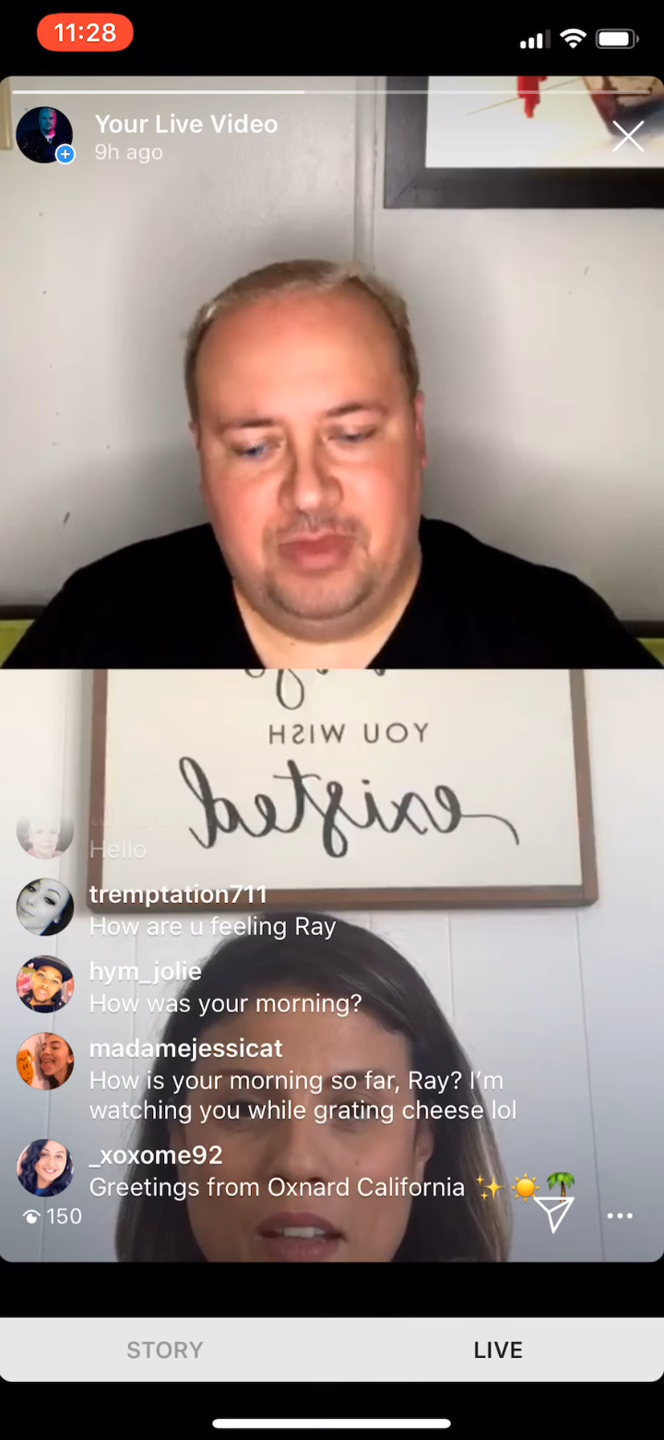 11:28
Your Live Video
9h ago
YOU WISH
existed
Hello
tremptation711
How are u feeling Ray
hym_jolie
How was your morning?
madamejessicat
How is your morning so far, Ray? I'm
watching you while grating cheese lol
_xoxome92
Greetings from Oxnard California ✨☀️🌴
150
STORY
LIVE